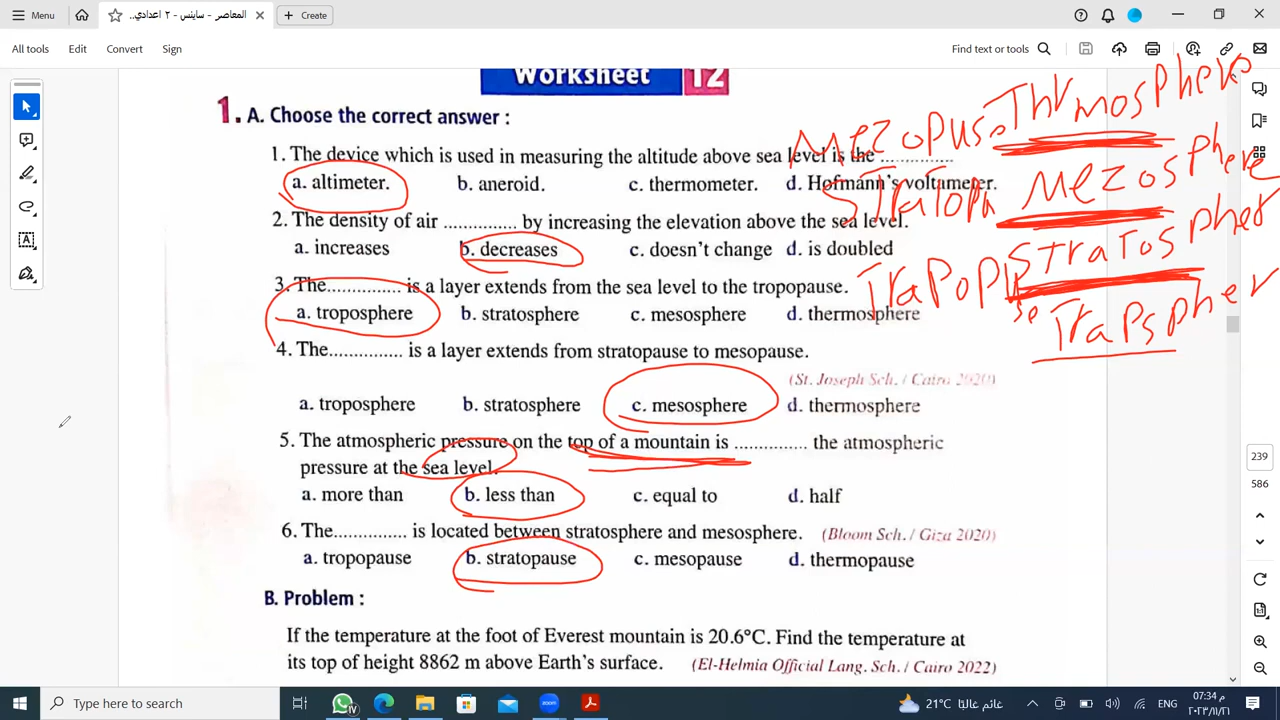 Menu
المعاصر - ساينس - ٢ اعدادي..
Create
All tools Edit Convert Sign
Find text or tools
Worksheet 12
1. A. Choose the correct answer :
1. The device which is used in measuring the altitude above sea level is the ..............
a. altimeter. b. aneroid. c. thermometer. d. Hofmann's voltameter.
2. The density of air .............. by increasing the elevation above the sea level.
a. increases b. decreases c. doesn't change d. is doubled
3. The.............. is a layer extends from the sea level to the tropopause.
a. troposphere b. stratosphere c. mesosphere d. thermosphere
4. The.............. is a layer extends from stratopause to mesopause.
(St. Joseph Sch. / Cairo 2020)
a. troposphere b. stratosphere c. mesosphere d. thermosphere
5. The atmospheric pressure on the top of a mountain is .............. the atmospheric
pressure at the sea level.
a. more than b. less than c. equal to d. half
6. The.............. is located between stratosphere and mesosphere. (Bloom Sch. / Giza 2020)
a. tropopause b. stratopause c. mesopause d. thermopause
B. Problem :
If the temperature at the foot of Everest mountain is 20.6°C. Find the temperature at
its top of height 8862 m above Earth's surface. (El-Helmia Official Lang. Sch. / Cairo 2022)
Thrmosphere
Mezopuse
Mezosphere
STraTopu
STraTospher
TraPoPuse
TraPspher
239
586
Type here to search
21°C غائم غالبًا
ENG
07:34 م
٢٠٢٣/١١/٢١